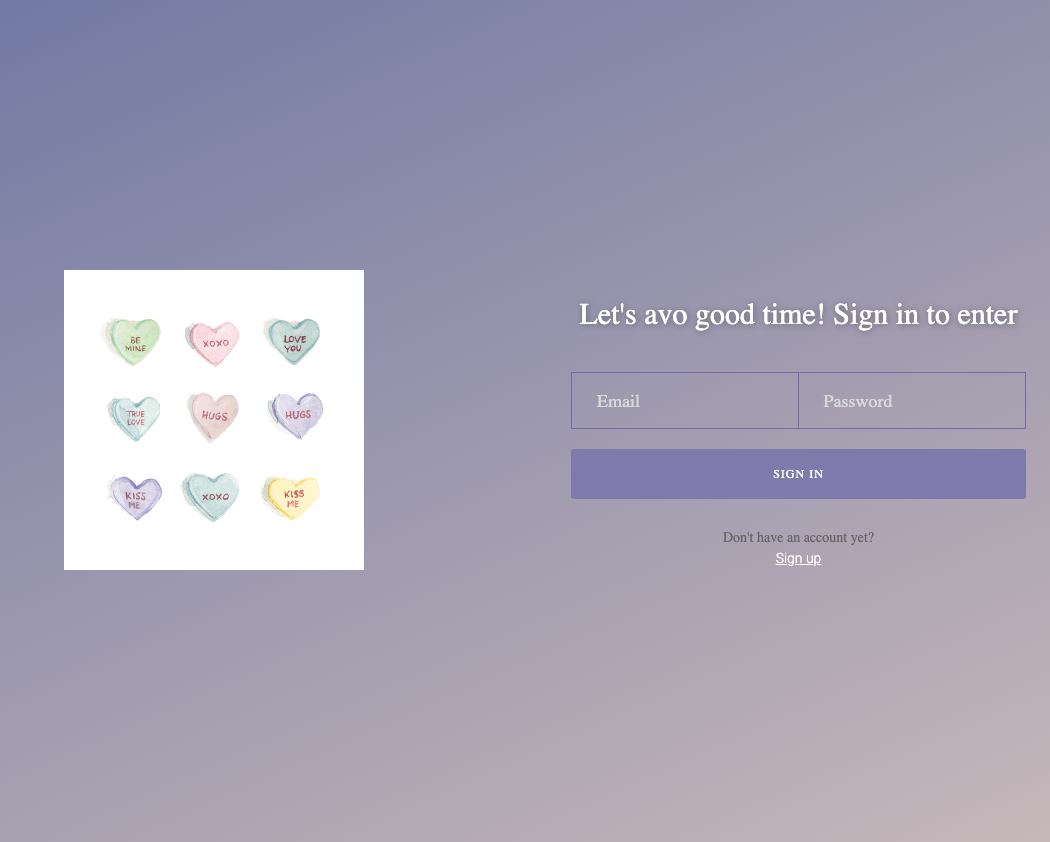 BE
MINE
XOXO
LOVE
YOU
TRUE
LOVE
HUGS
HUGS
KISS
ME
XOXO
KISS
ME
Let's avo good time! Sign in to enter
Email
Password
SIGN IN
Don't have an account yet?
Sign up